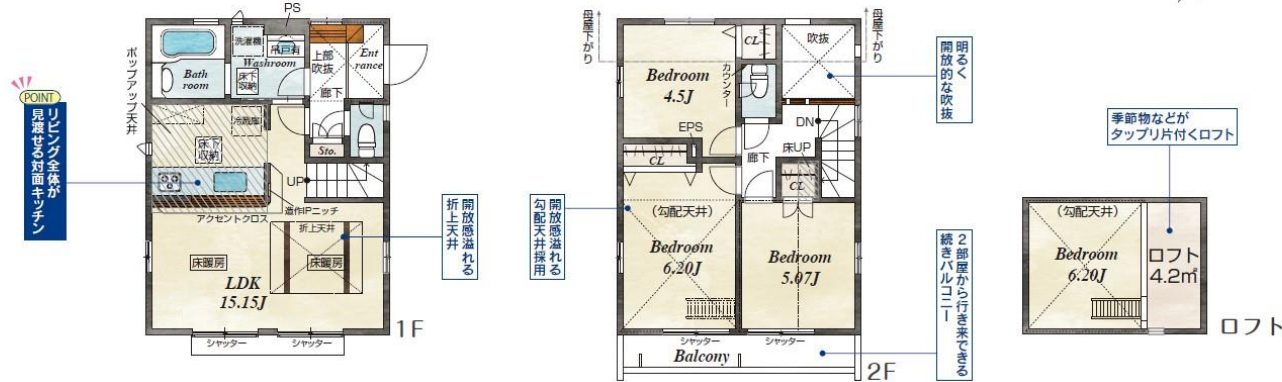 POINT
リビング全体が
見渡せる対面キッチン
ポップアップ天井
PS
洗濯機
吊戸有
Washroom
床下
収納
Bath
room
上部
吹抜
Ent
rance
廊下
冷蔵庫
床下
収納
Sto.
UP
造作IPニッチ
アクセントクロス
折上天井
床暖房
床暖房
LDK
15.15J
シャッター
シャッター
1F
開放感溢れる
折上天井
母屋下がり
母屋下がり
CL
吹抜
Bedroom
4.5J
カウンター
EPS
CL
廊下
DN
床UP
CL
(勾配天井)
Bedroom
6.20J
Bedroom
5.07J
シャッター
シャッター
Balcony
2F
明るく
開放的な吹抜
開放感溢れる
勾配天井採用
2部屋から行き来できる
続きバルコニー
季節物などが
タップリ片付くロフト
(勾配天井)
Bedroom
6.20J
ロフト
4.2㎡
ロフト